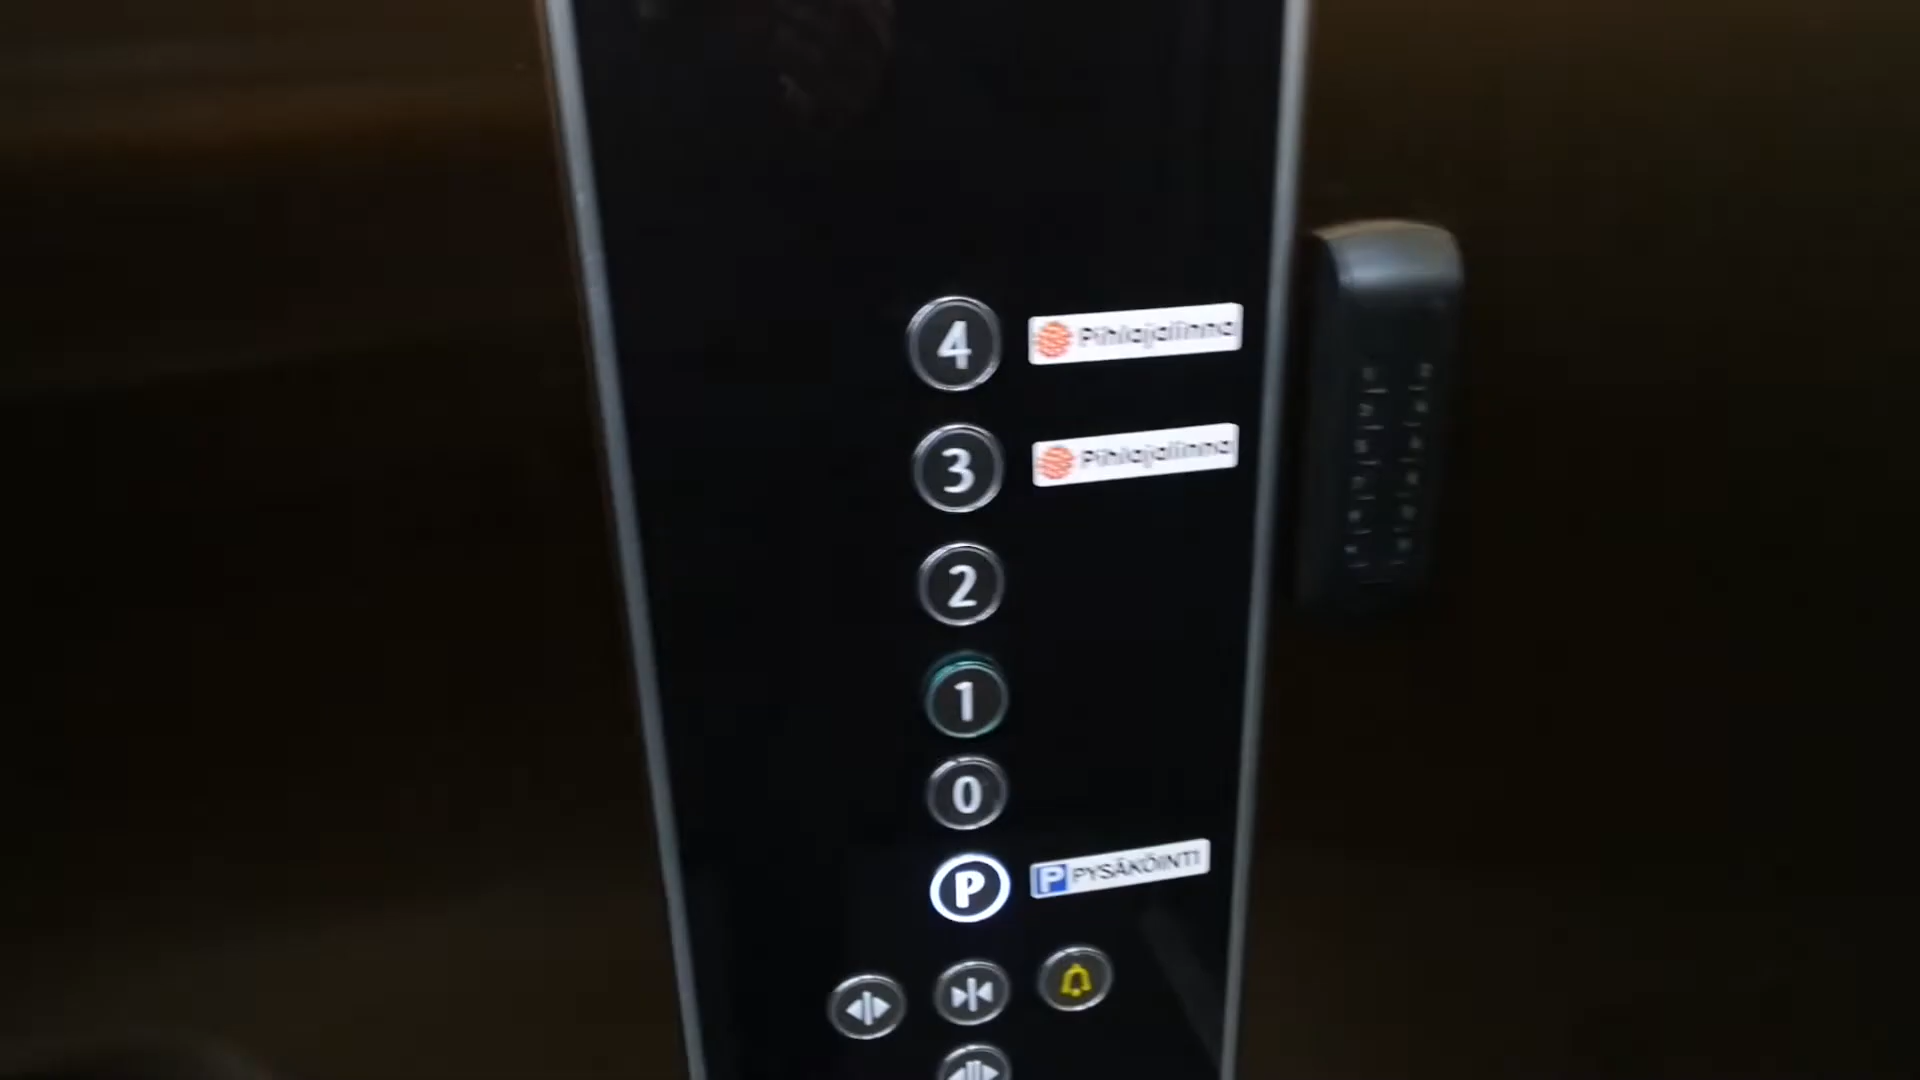 4 Pihlajalinna
3 Pihlajalinna
2
1
0
P P PYSÄKÖINTI